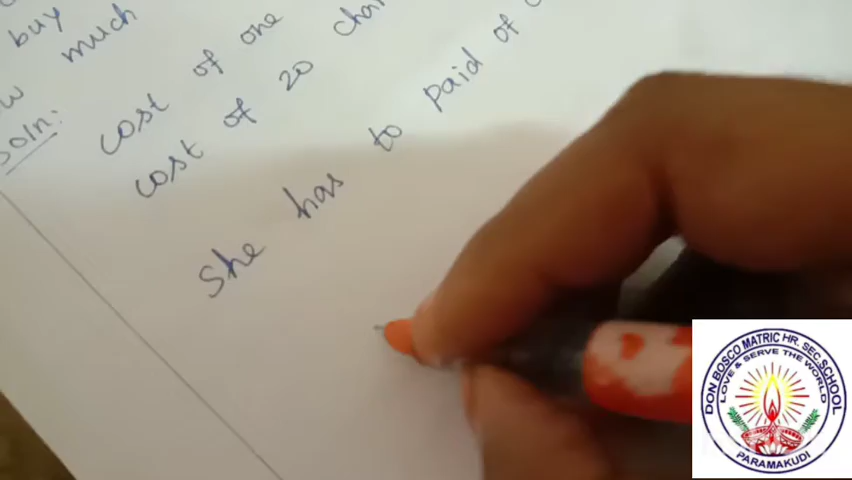 buy
much
Soln:
cost of one
cost of 20
She has to paid of
DON BOSCO MATRIC HR. SEC. SCHOOL
LOVE & SERVE THE WORLD
PARAMAKUDI